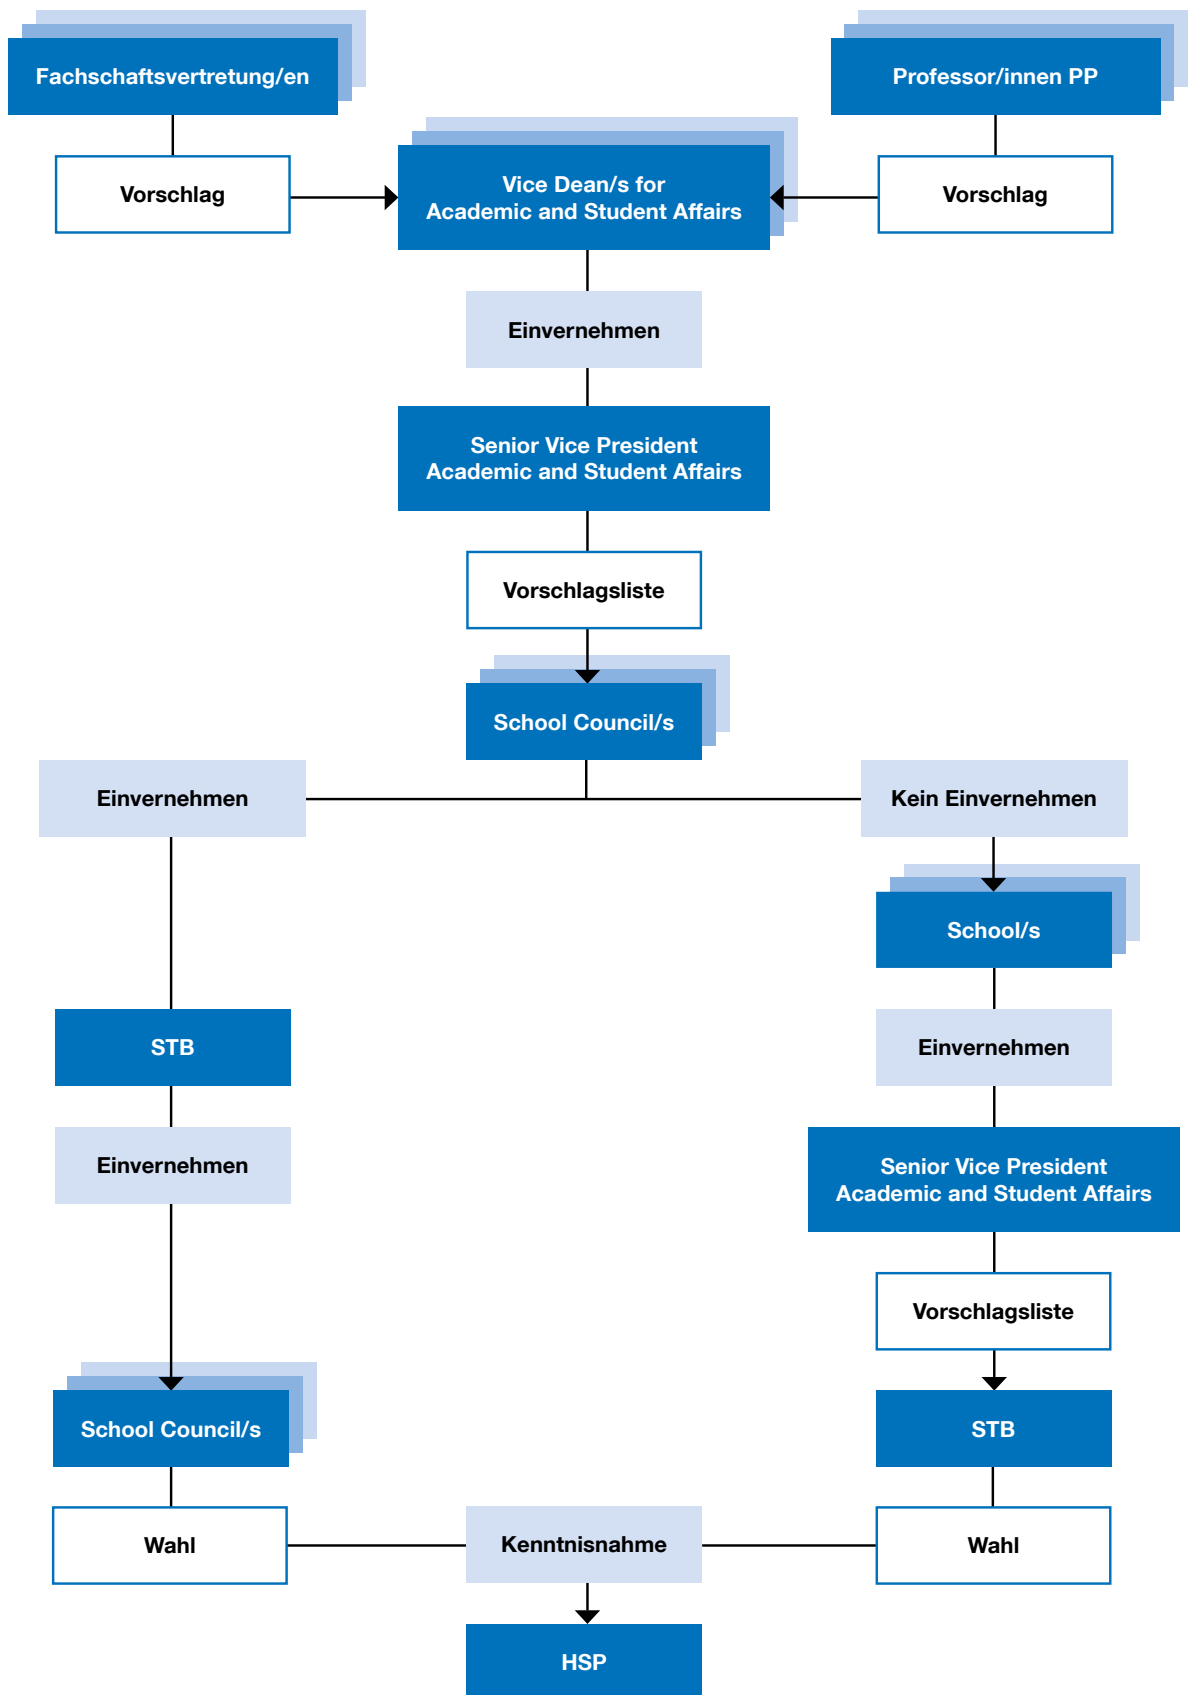 Fachschaftsvertretung/en
Professor/innen PP
Vorschlag
Vice Dean/s for
Academic and Student Affairs
Vorschlag
Einvernehmen
Senior Vice President
Academic and Student Affairs
Vorschlagsliste
School Council/s
Einvernehmen
Kein Einvernehmen
School/s
STB
Einvernehmen
Einvernehmen
Senior Vice President
Academic and Student Affairs
Vorschlagsliste
School Council/s
STB
Wahl
Kenntnisnahme
Wahl
HSP